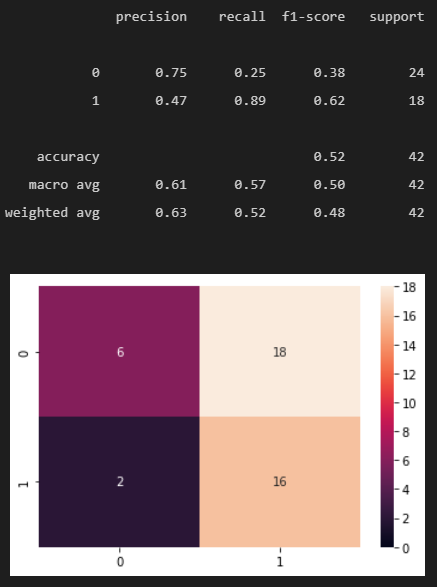 precision recall f1-score support
0 0.75 0.25 0.38 24
1 0.47 0.89 0.62 18
accuracy 0.52 42
macro avg 0.61 0.57 0.50 42
weighted avg 0.63 0.52 0.48 42
18
16
14
12
10
8
6
4
2
0
0 6 18
1 2 16
0 1